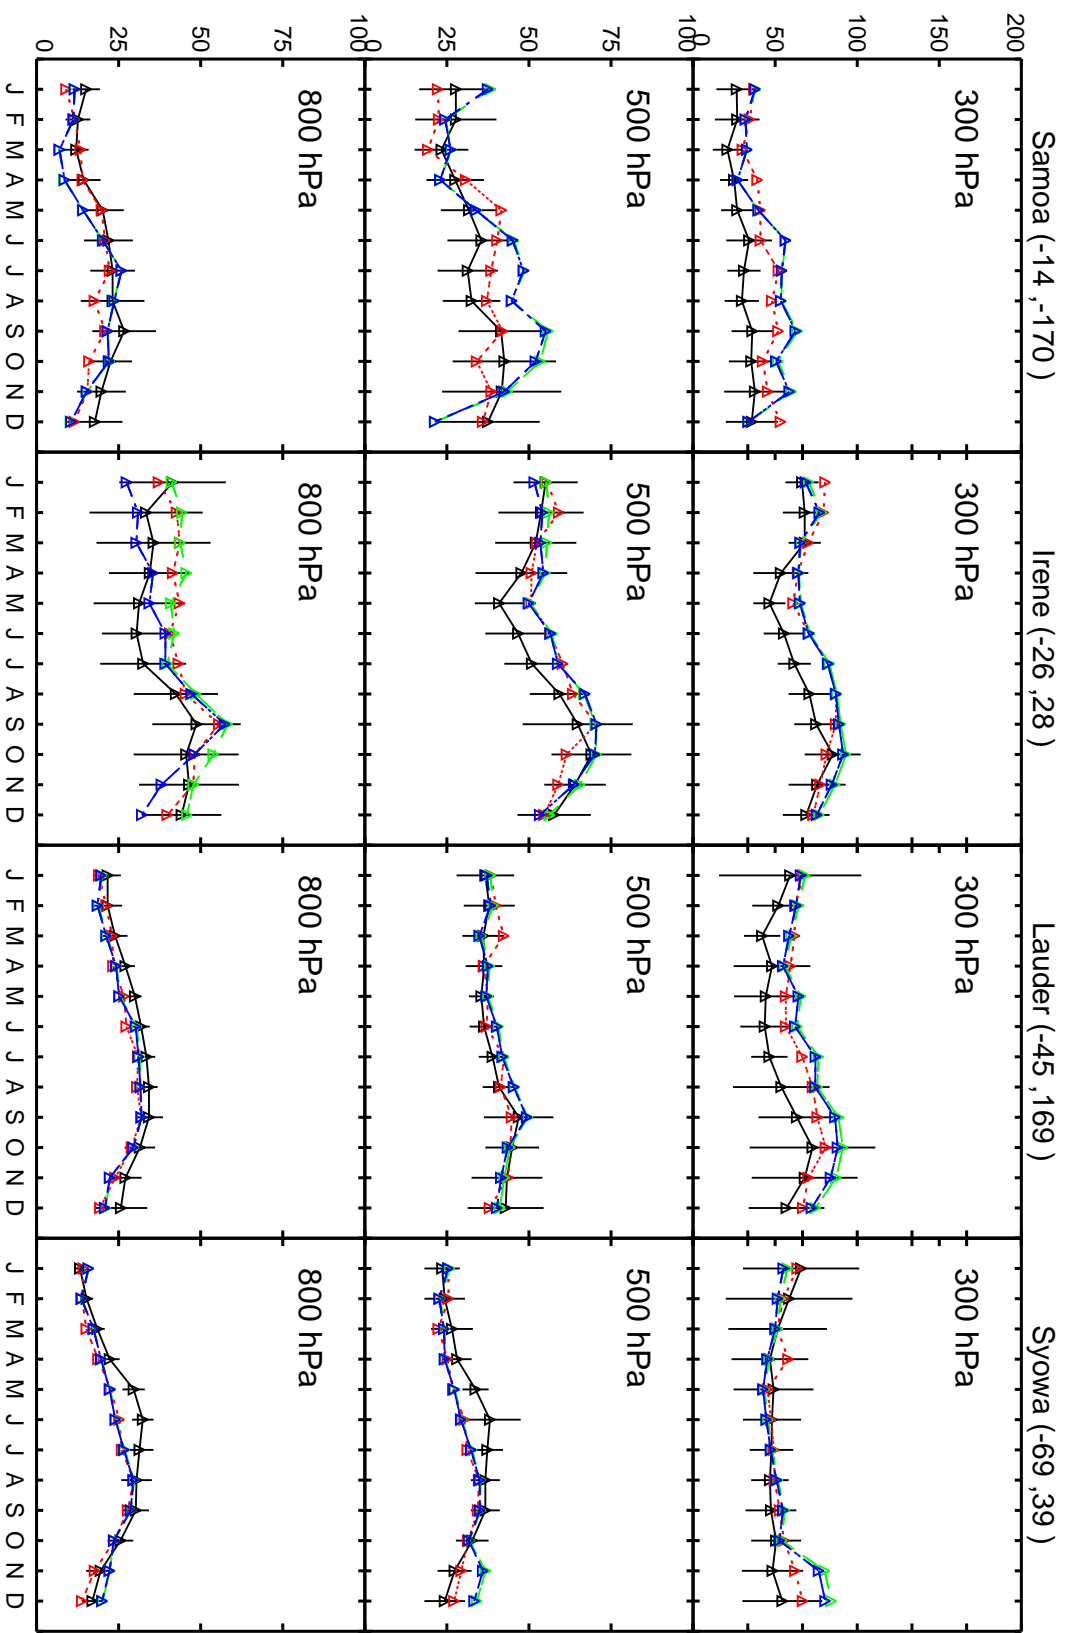 Samoa (-14 ,-170 )
Irene (-26 ,28 )
Lauder (-45 ,169 )
Syowa (-69 ,39 )
200
150
100
50
0
300 hPa
300 hPa
300 hPa
300 hPa
100
75
50
25
0
500 hPa
500 hPa
500 hPa
500 hPa
100
75
50
25
0
800 hPa
800 hPa
800 hPa
800 hPa
J F M A M J J A S O N D
J F M A M J J A S O N D
J F M A M J J A S O N D
J F M A M J J A S O N D